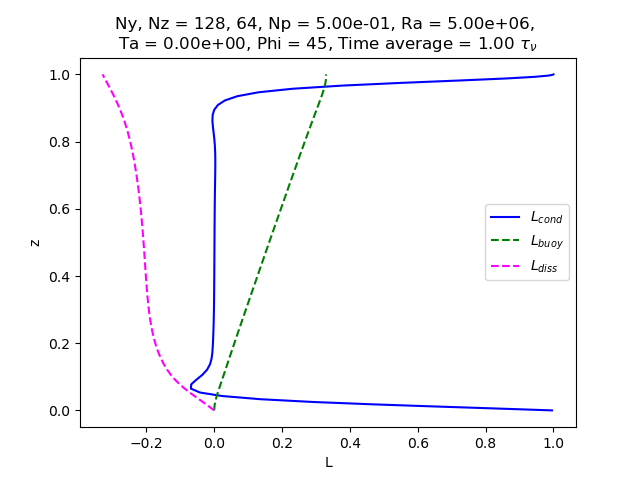 Ny, Nz = 128, 64, Np = 5.00e-01, Ra = 5.00e+06,
Ta = 0.00e+00, Phi = 45, Time average = 1.00 τ_ν
1.0
0.8
0.6
0.4
0.2
0.0
z
L_cond
L_buoy
L_diss
−0.2 0.0 0.2 0.4 0.6 0.8 1.0
L